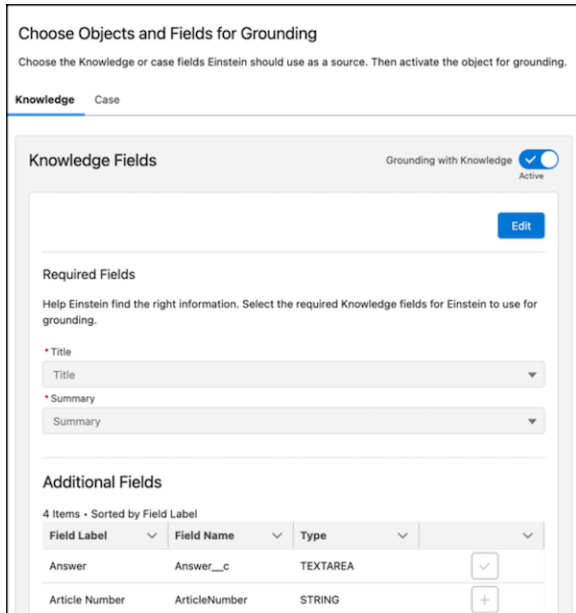 Choose Objects and Fields for Grounding
Choose the Knowledge or case fields Einstein should use as a source. Then activate the object for grounding.
Knowledge Case
Knowledge Fields
Grounding with Knowledge
Active
Edit
Required Fields
Help Einstein find the right information. Select the required Knowledge fields for Einstein to use for
grounding.
* Title
Title
* Summary
Summary
Additional Fields
4 Items • Sorted by Field Label
Field Label Field Name Type
Answer Answer__c TEXTAREA
Article Number ArticleNumber STRING